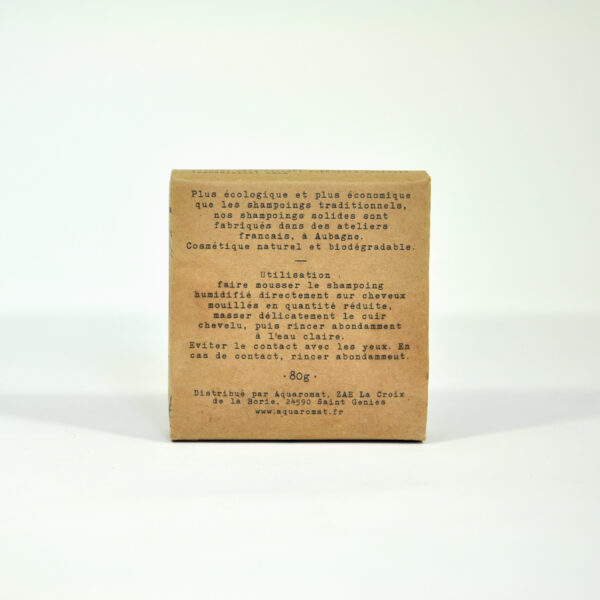 Plus écologique et plus économique
que les shampoings traditionnels,
nos shampoings solides sont
fabriqués dans des ateliers
francais, à Aubagne.
Cosmétique naturel et biodégradable.
—
Utilisation :
faire mousser le shampoing
humidifié directement sur cheveux
mouillés en quantité réduite,
masser délicatement le cuir
chevelu, puis rincer abondamment
à l'eau claire.
Eviter le contact avec les yeux. En
cas de contact, rincer abondammeut.
· 80g ·
Distribué par Aquaromat, ZAE La Croix
de la Borie, 24590 Saint Genies
www.aquaromat.fr